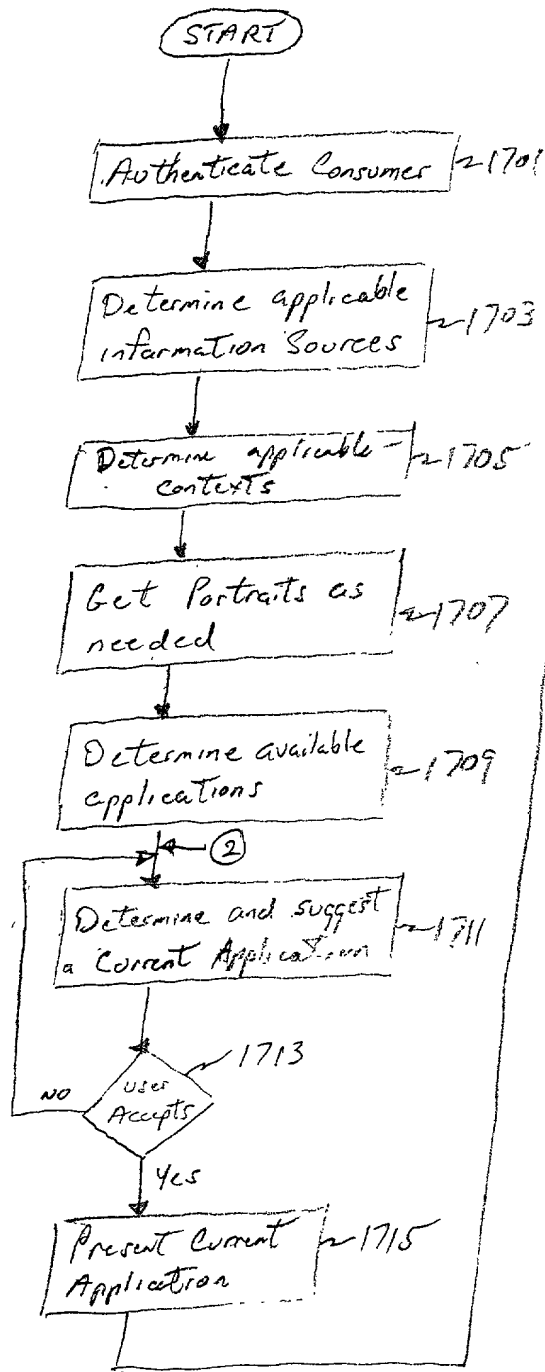 START
Authenticate Consumer 1701
Determine applicable
information Sources 1703
Determine applicable
contexts 1705
Get Portraits as
needed 1707
Determine available
applications 1709
2
Determine and suggest
a Current Application 1711
1713
User
Accepts
NO
Yes
Present Current
Application 1715